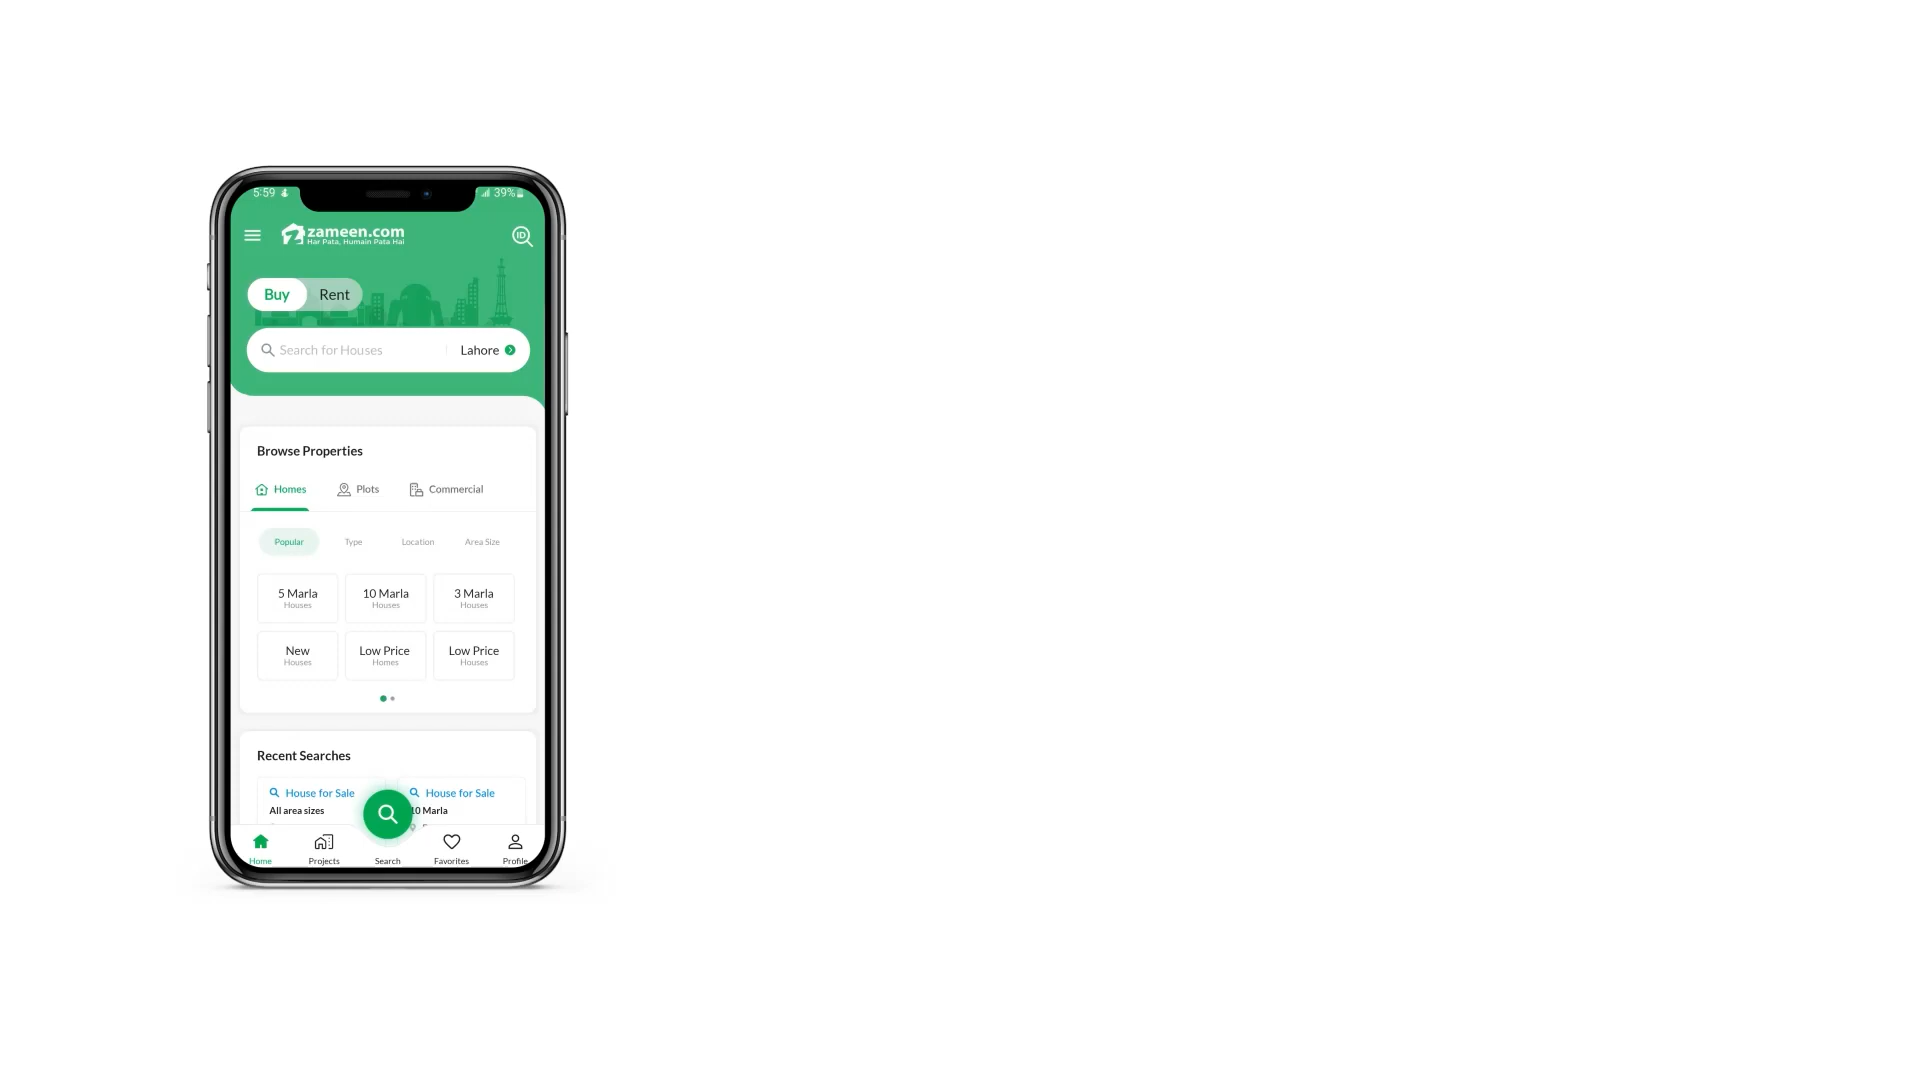 5:59
39%
zameen.com
Har Pata, Humain Pata Hai
ID
Buy Rent
Search for Houses Lahore
Browse Properties
Homes Plots Commercial
Popular Type Location Area Size
5 Marla 10 Marla 3 Marla
Houses Houses Houses
New Low Price Low Price
Houses Homes Houses
Recent Searches
House for Sale House for Sale
All area sizes 10 Marla
Home Projects Search Favorites Profile